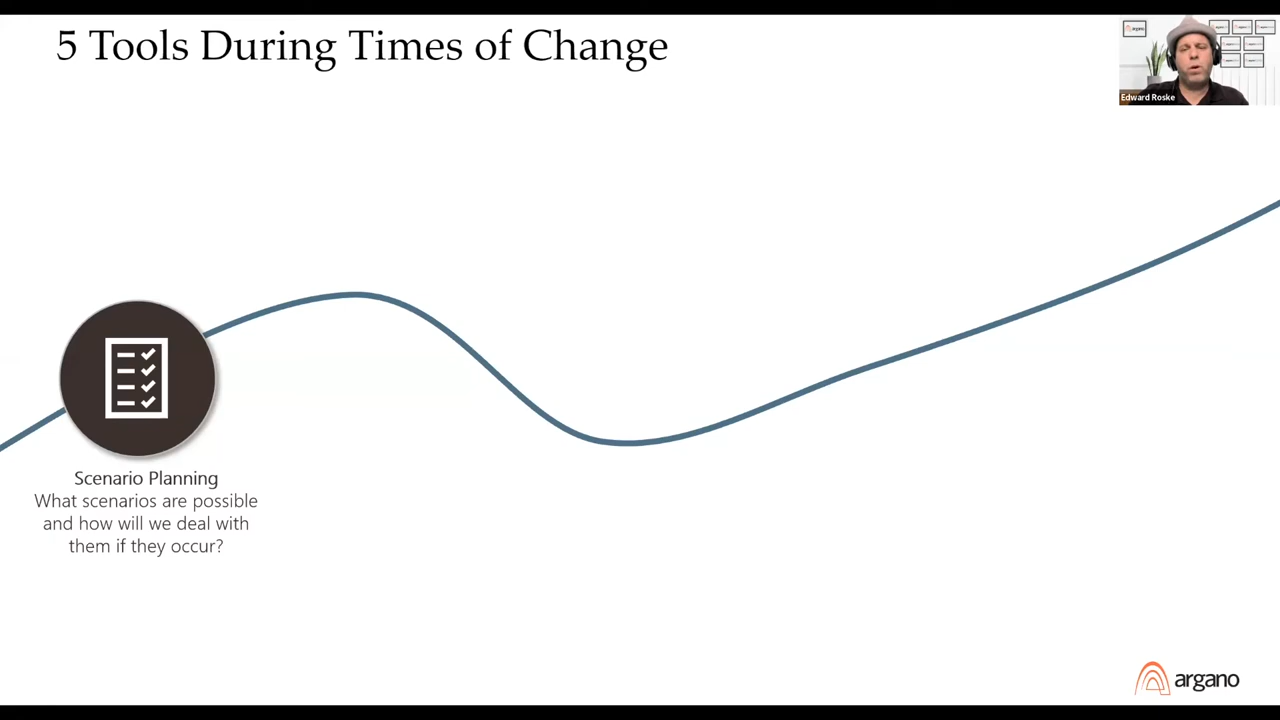 5 Tools During Times of Change
Edward Roske
Scenario Planning
What scenarios are possible
and how will we deal with
them if they occur?
argano